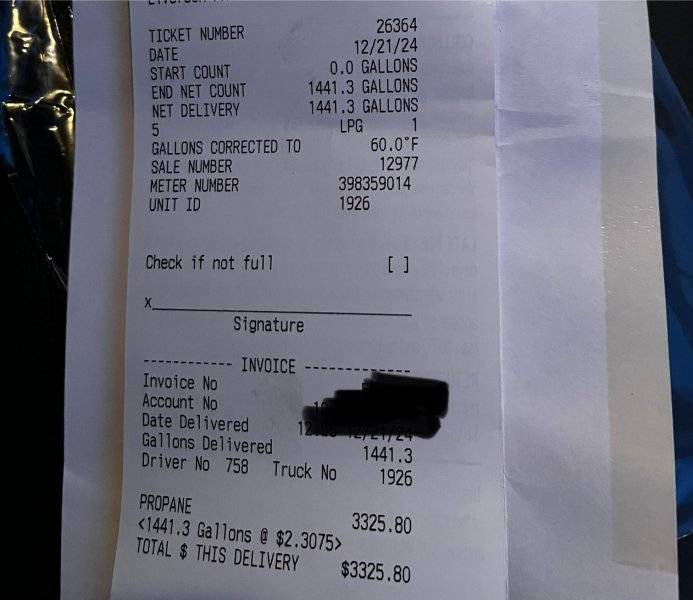 TICKET NUMBER 26364
DATE 12/21/24
START COUNT 0.0 GALLONS
END NET COUNT 1441.3 GALLONS
NET DELIVERY 1441.3 GALLONS
5 LPG 1
GALLONS CORRECTED TO 60.0°F
SALE NUMBER 12977
METER NUMBER 398359014
UNIT ID 1926
Check if not full [ ]
x
Signature
------------ INVOICE --------------
Invoice No
Account No
Date Delivered 12/21/24
Gallons Delivered 1441.3
Driver No 758 Truck No 1926
PROPANE 3325.80
<1441.3 Gallons @ $2.3075>
TOTAL $ THIS DELIVERY $3325.80